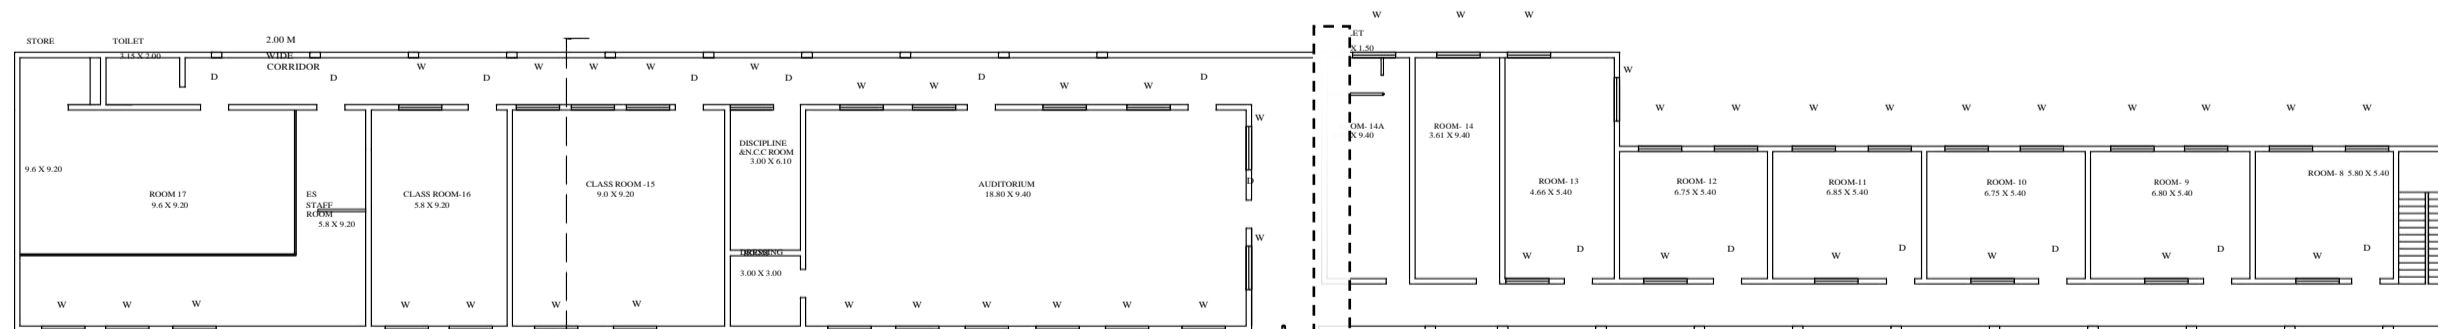 W W W
STORE TOILET 2.00 M
3.15 X 2.00 WIDE
CORRIDOR
ET
X 1.50
D D W D W W W D W D W W D W W D
W
W W W W W W W W W W
W
DISCIPLINE
&N.C.C ROOM
3.00 X 6.10
OM- 14A
X 9.40
ROOM- 14
3.61 X 9.40
9.6 X 9.20
ROOM 17
9.6 X 9.20
ES
STAFF
ROOM
5.8 X 9.20
CLASS ROOM-16
5.8 X 9.20
CLASS ROOM -15
9.0 X 9.20
AUDITORIUM
18.80 X 9.40
D
ROOM- 13
4.66 X 5.40
ROOM- 12
6.75 X 5.40
ROOM-11
6.85 X 5.40
ROOM- 10
6.75 X 5.40
ROOM- 9
6.80 X 5.40
ROOM- 8 5.80 X 5.40
W
W D W D W D W D W D W D
DRESSING
3.00 X 3.00
W W W W W W W W W W W W W